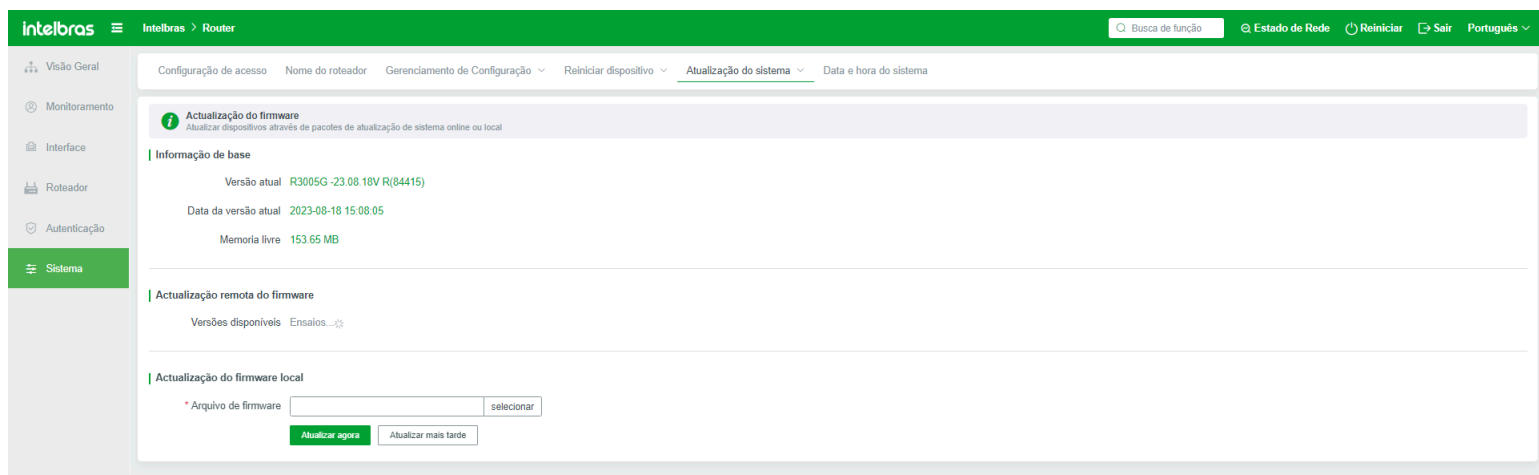 intelbras Intelbras > Router Busca de função Estado de Rede Reiniciar Sair Português
Visão Geral
Monitoramento
Interface
Roteador
Autenticação
Sistema
Configuração de acesso Nome do roteador Gerenciamento de Configuração Reiniciar dispositivo Atualização do sistema Data e hora do sistema
Actualização do firmware
Atualizar dispositivos através de pacotes de atualização de sistema online ou local
Informação de base
Versão atual R3005G -23.08.18V R(84415)
Data da versão atual 2023-08-18 15:08:05
Memoria livre 153.65 MB
Actualização remota do firmware
Versões disponíveis Ensaios...
Actualização do firmware local
* Arquivo de firmware selecionar
Atualizar agora Atualizar mais tarde